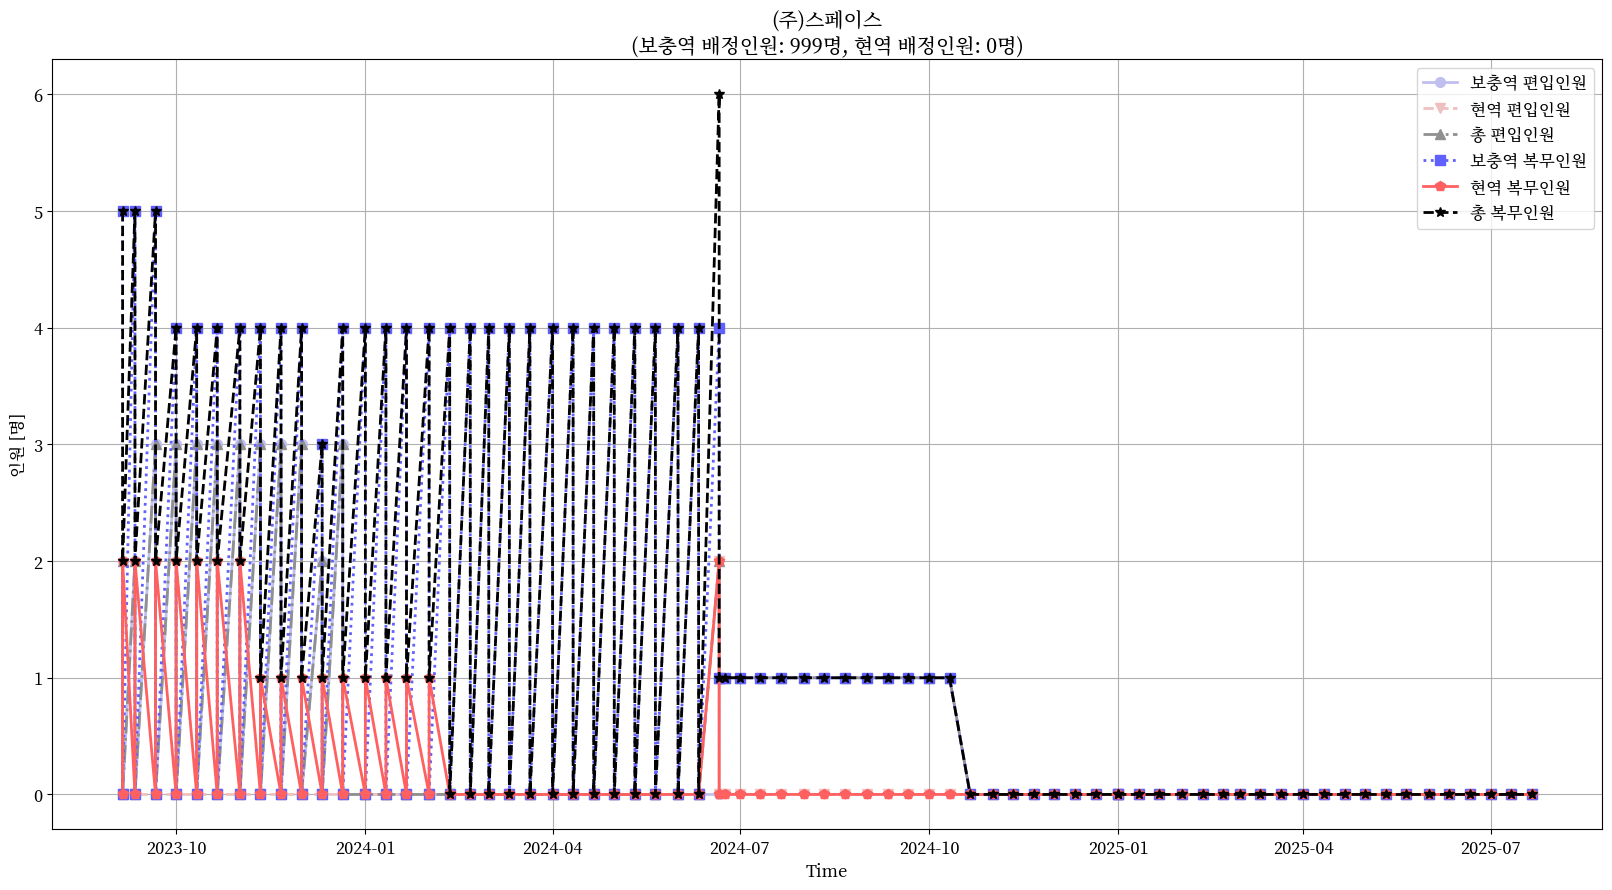 (주)스페이스
(보충역 배정인원: 999명, 현역 배정인원: 0명)
보충역 편입인원
현역 편입인원
총 편입인원
보충역 복무인원
현역 복무인원
총 복무인원
인원 [명]
6
5
4
3
2
1
0
2023-10
2024-01
2024-04
2024-07
2024-10
2025-01
2025-04
2025-07
Time